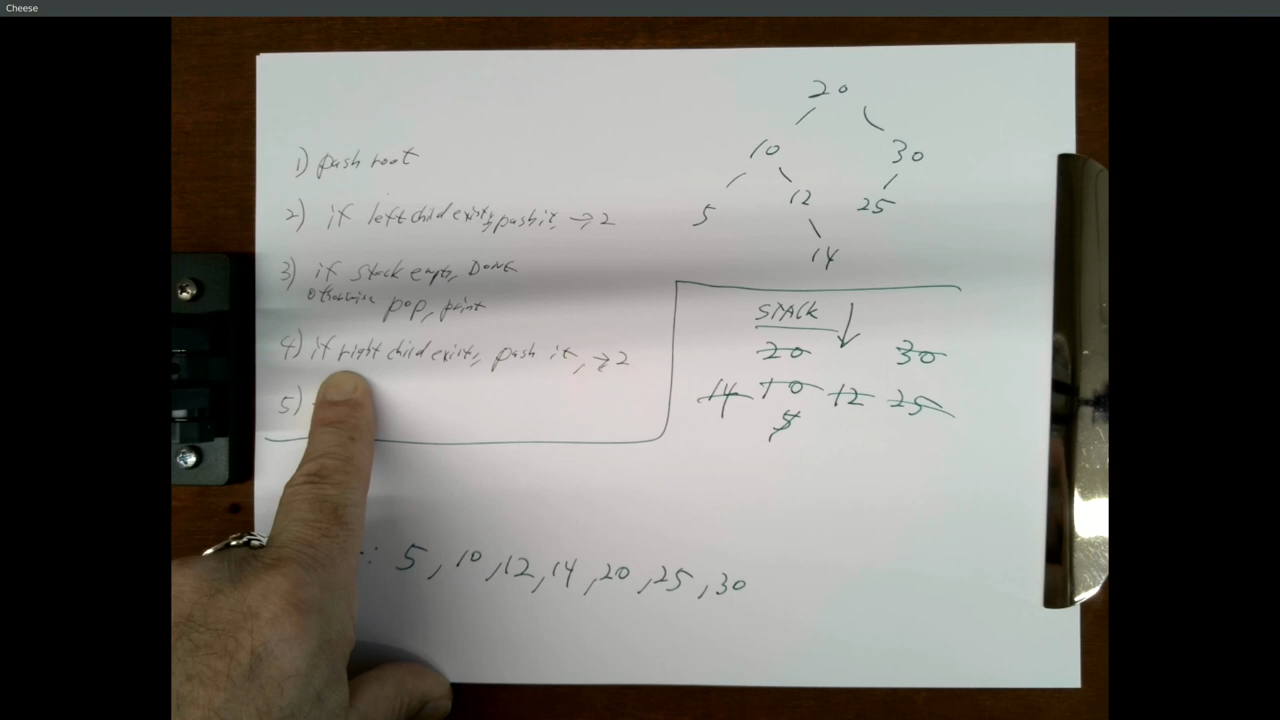 Cheese
1) push root
2) if left child exists, push it, → 2
3) if stack empty, DONE
otherwise pop, print
4) if right child exists, push it, → 2
5)
20
10 30
5 12 25
14
STACK ↓
20 30
14 10 12 25
5
: 5, 10, 12, 14, 20, 25, 30